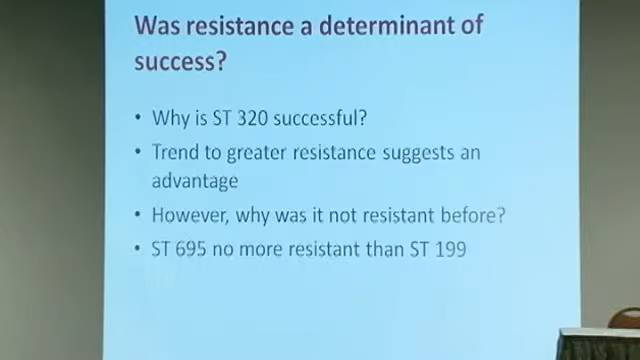 Was resistance a determinant of
success?
• Why is ST 320 successful?
• Trend to greater resistance suggests an
advantage
• However, why was it not resistant before?
• ST 695 no more resistant than ST 199